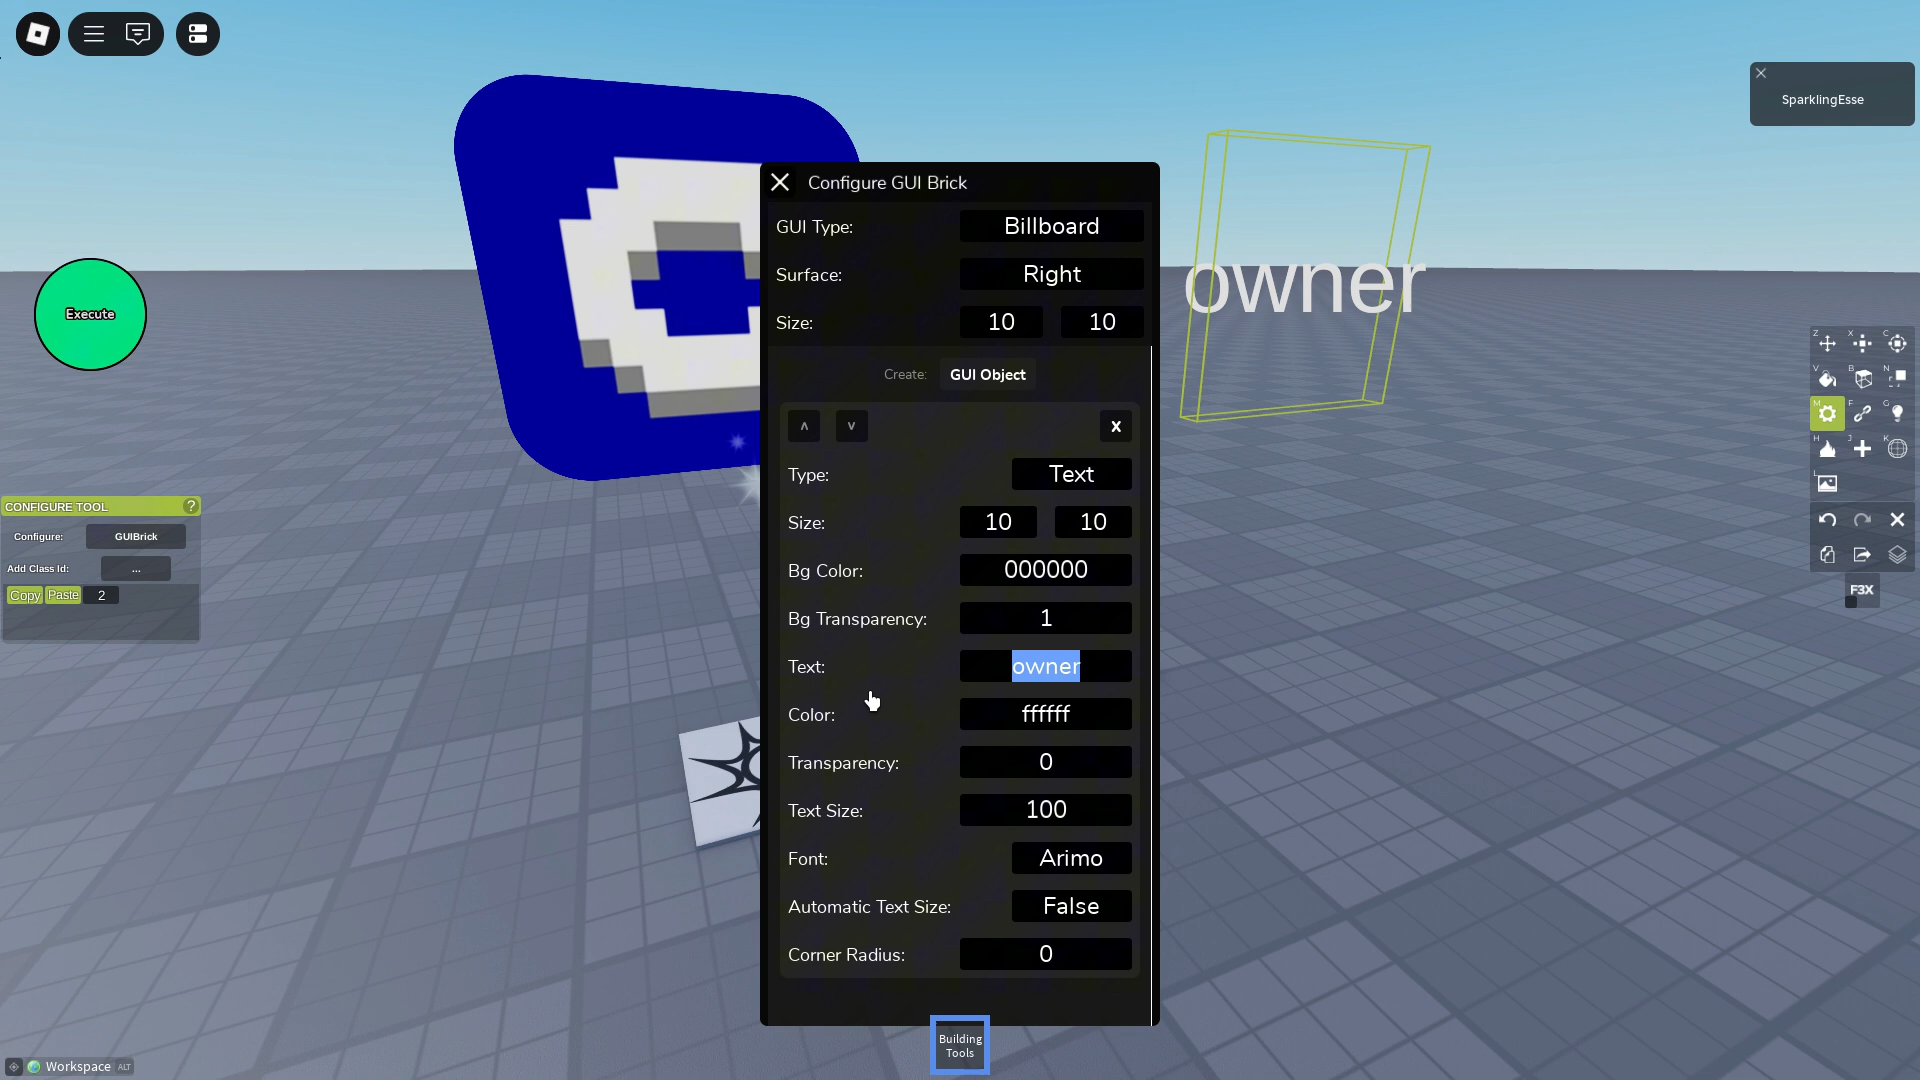 SparklingEsse
Configure GUI Brick
GUI Type: Billboard
Surface: Right
Size: 10 10
Create: GUI Object
^ v x
Type: Text
Size: 10 10
Bg Color: 000000
Bg Transparency: 1
Text: owner
Color: ffffff
Transparency: 0
Text Size: 100
Font: Arimo
Automatic Text Size: False
Corner Radius: 0
owner
Execute
CONFIGURE TOOL ?
Configure: GUIBrick
Add Class Id: ...
Copy Paste 2
Z X C
V B N
M F G
H J K
L
F3X
Building
Tools
Workspace ALT